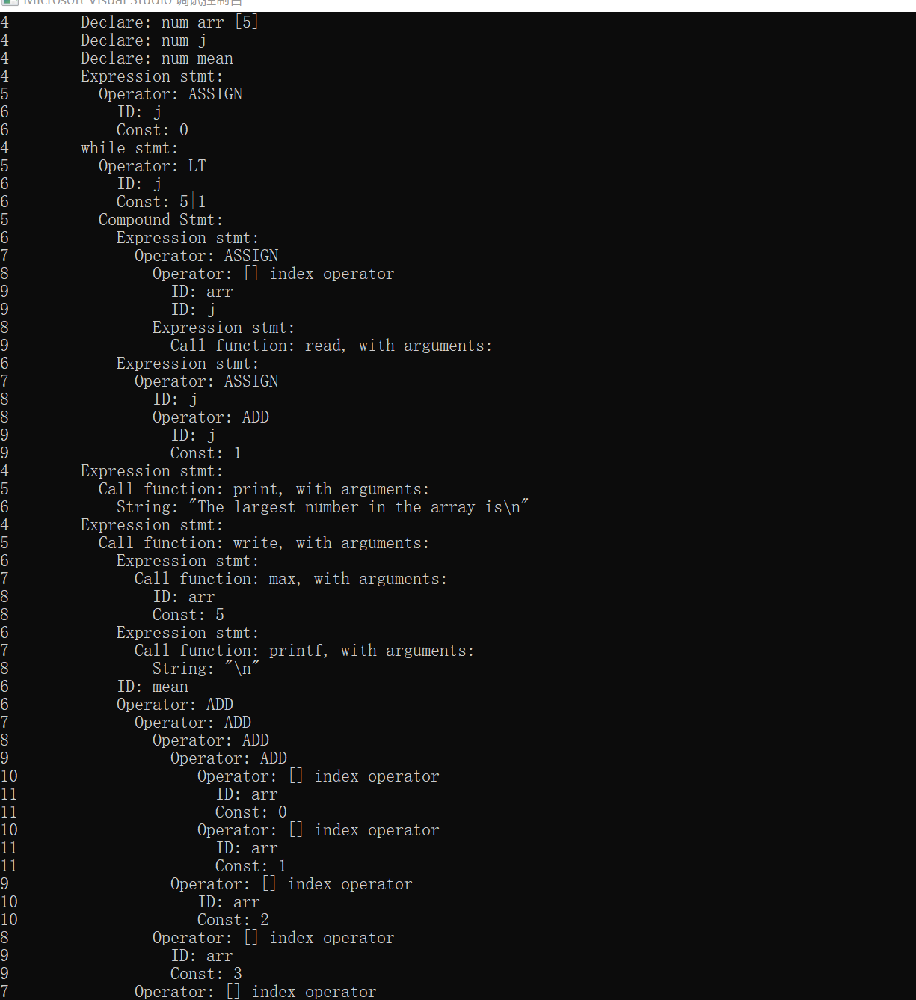 Microsoft Visual Studio 调试控制台
4        Declare: num arr [5]
4        Declare: num j
4        Declare: num mean
4        Expression stmt:
5          Operator: ASSIGN
6            ID: j
6            Const: 0
4        while stmt:
5          Operator: LT
6            ID: j
6            Const: 5|1
5          Compound Stmt:
6            Expression stmt:
7              Operator: ASSIGN
8                Operator: [] index operator
9                  ID: arr
9                  ID: j
8                Expression stmt:
9                  Call function: read, with arguments:
6            Expression stmt:
7              Operator: ASSIGN
8                ID: j
8                Operator: ADD
9                  ID: j
9                  Const: 1
4        Expression stmt:
5          Call function: print, with arguments:
6            String: "The largest number in the array is\n"
4        Expression stmt:
5          Call function: write, with arguments:
6            Expression stmt:
7              Call function: max, with arguments:
8                ID: arr
8                Const: 5
6            Expression stmt:
7              Call function: printf, with arguments:
8                String: "\n"
6            ID: mean
6            Operator: ADD
7              Operator: ADD
8                Operator: ADD
9                  Operator: ADD
10                    Operator: [] index operator
11                      ID: arr
11                      Const: 0
10                    Operator: [] index operator
11                      ID: arr
11                      Const: 1
9                  Operator: [] index operator
10                    ID: arr
10                    Const: 2
8                Operator: [] index operator
9                  ID: arr
9                  Const: 3
7              Operator: [] index operator